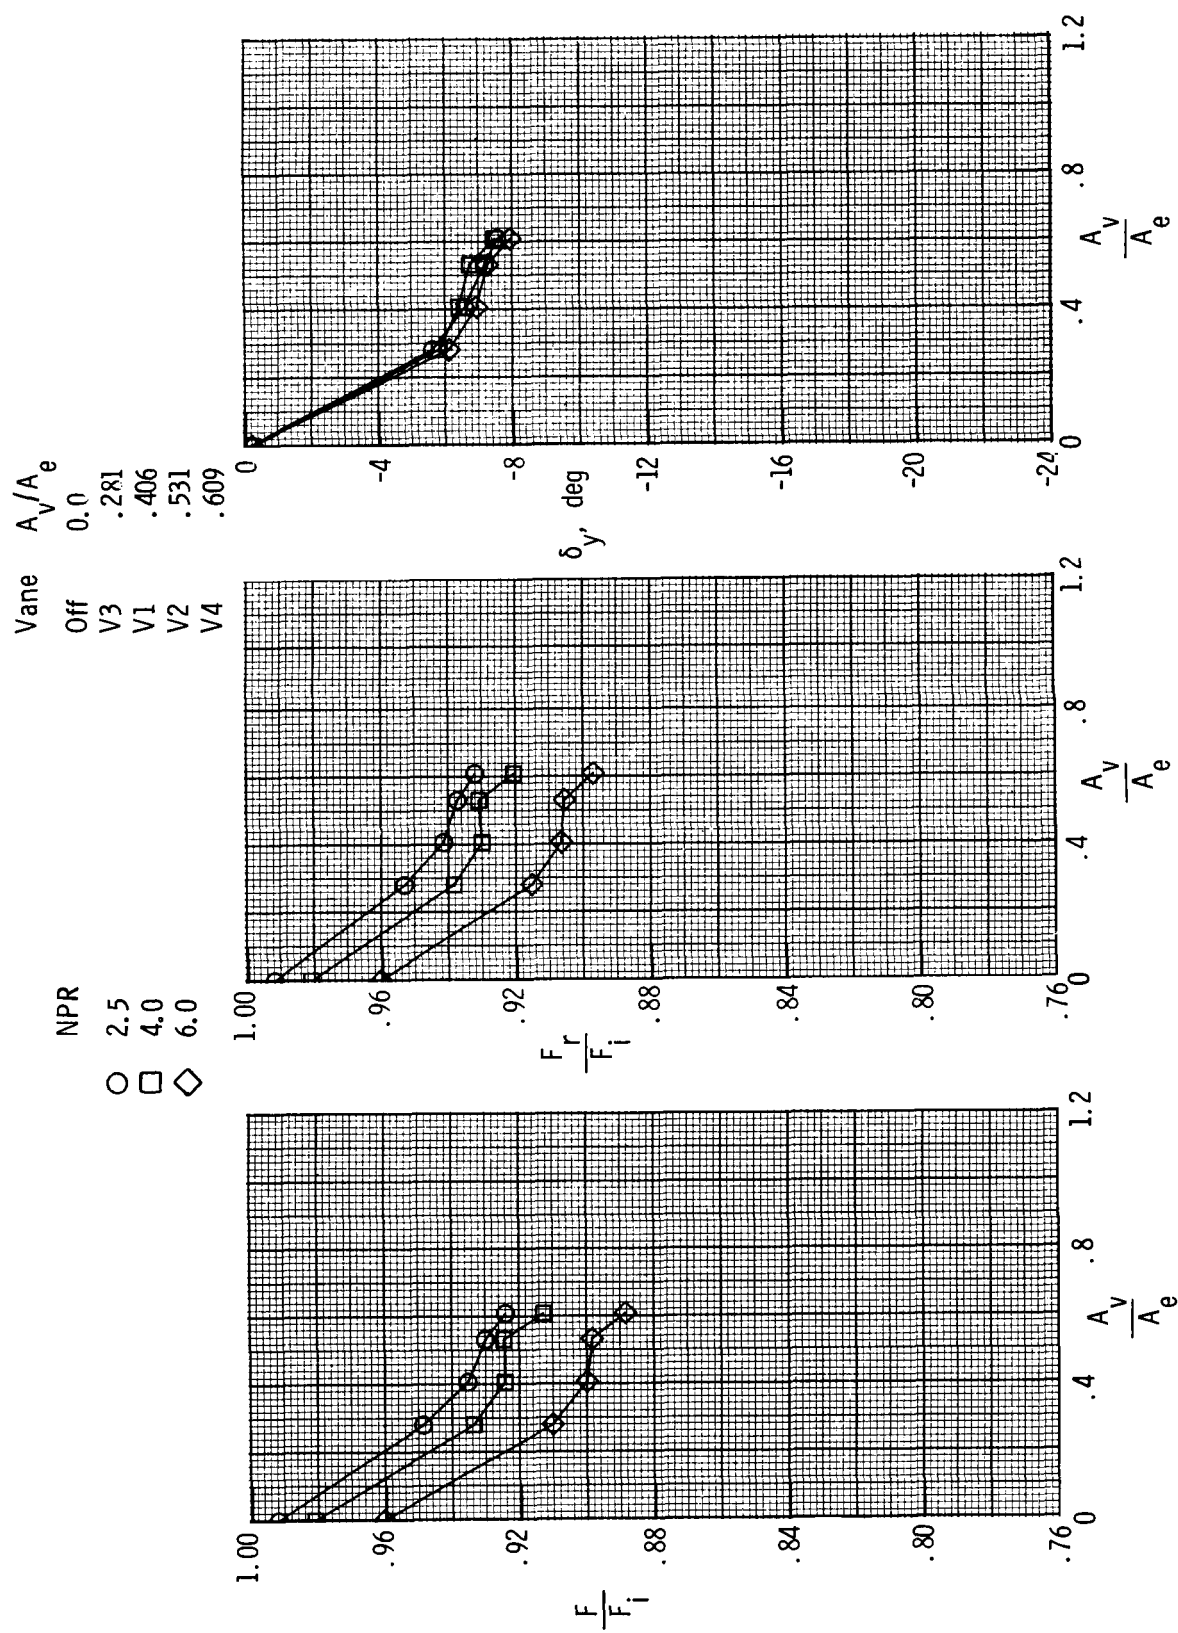 Vane A_v/A_e
Off 0.0
V3 .281
V1 .406
V2 .531
V4 .609
NPR
2.5
4.0
6.0
F/F_i
1.00
.96
.92
.88
.84
.80
.76
0 .4 .8 1.2
A_v/A_e
F_r/F_i
1.00
.96
.92
.88
.84
.80
.76
0 .4 .8 1.2
A_v/A_e
δ_y, deg
0
-4
-8
-12
-16
-20
-24
0 .4 .8 1.2
A_v/A_e